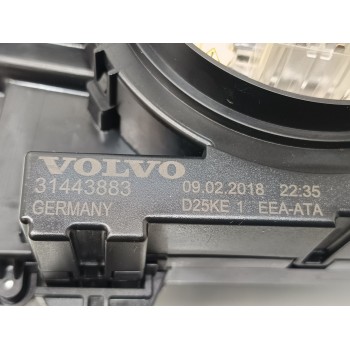 VOLVO
31443883 09.02.2018 22:35
GERMANY D25KE 1 EEA-ATA